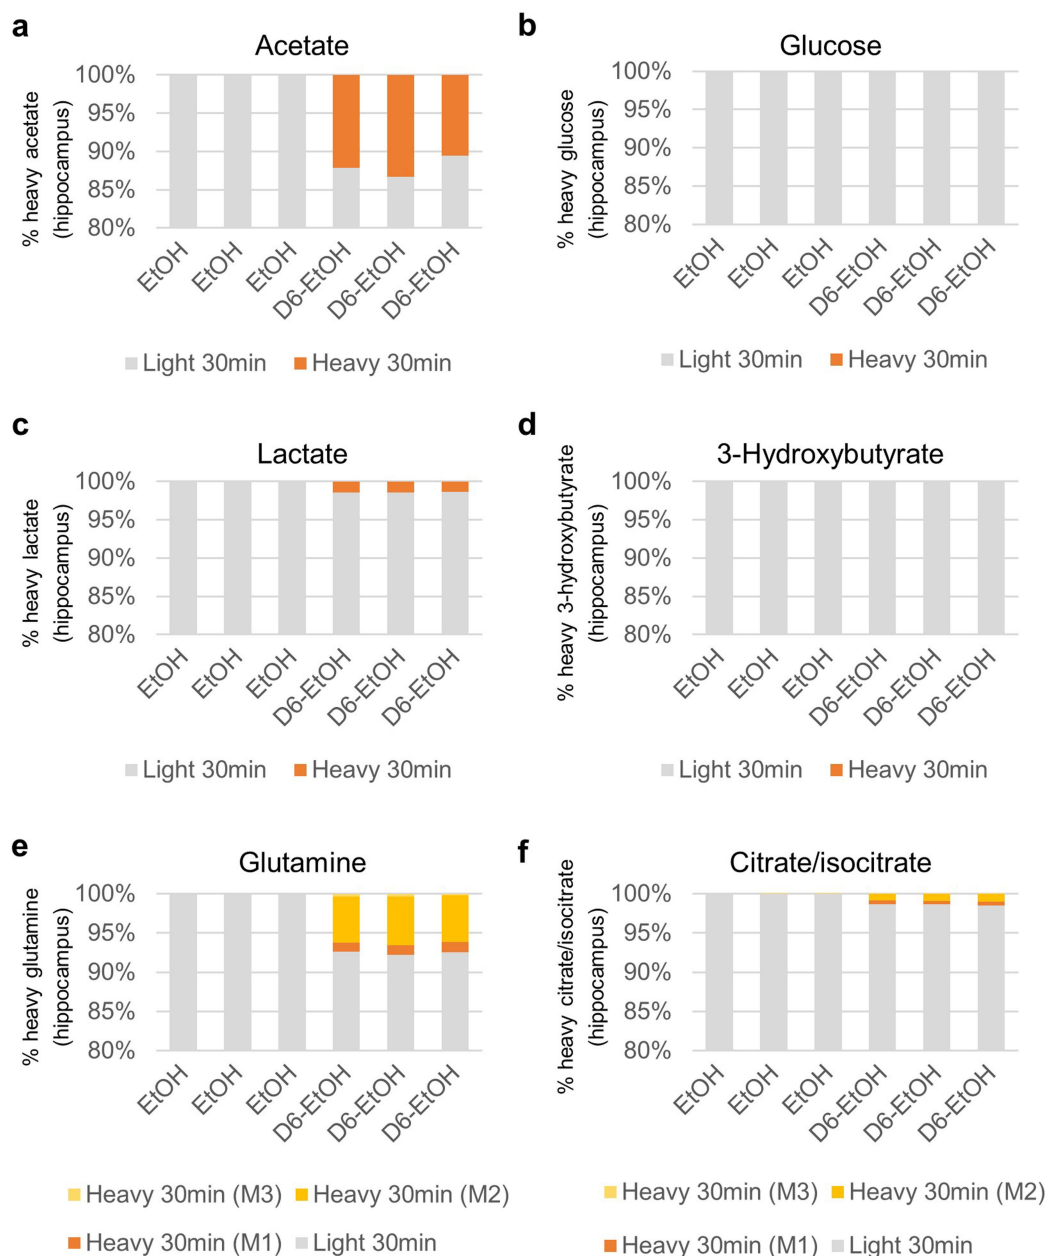 a
Acetate
% heavy acetate
(hippocampus)
100%
95%
90%
85%
80%
EtOH
EtOH
EtOH
D6-EtOH
D6-EtOH
D6-EtOH
Light 30min
Heavy 30min
b
Glucose
% heavy glucose
(hippocampus)
100%
95%
90%
85%
80%
EtOH
EtOH
EtOH
D6-EtOH
D6-EtOH
D6-EtOH
Light 30min
Heavy 30min
c
Lactate
% heavy lactate
(hippocampus)
100%
95%
90%
85%
80%
EtOH
EtOH
EtOH
D6-EtOH
D6-EtOH
D6-EtOH
Light 30min
Heavy 30min
d
3-Hydroxybutyrate
% heavy 3-hydroxybutyrate
(hippocampus)
100%
95%
90%
85%
80%
EtOH
EtOH
EtOH
D6-EtOH
D6-EtOH
D6-EtOH
Light 30min
Heavy 30min
e
Glutamine
% heavy glutamine
(hippocampus)
100%
95%
90%
85%
80%
EtOH
EtOH
EtOH
D6-EtOH
D6-EtOH
D6-EtOH
Heavy 30min (M3)
Heavy 30min (M2)
Heavy 30min (M1)
Light 30min
f
Citrate/isocitrate
% heavy citrate/isocitrate
(hippocampus)
100%
95%
90%
85%
80%
EtOH
EtOH
EtOH
D6-EtOH
D6-EtOH
D6-EtOH
Heavy 30min (M3)
Heavy 30min (M2)
Heavy 30min (M1)
Light 30min